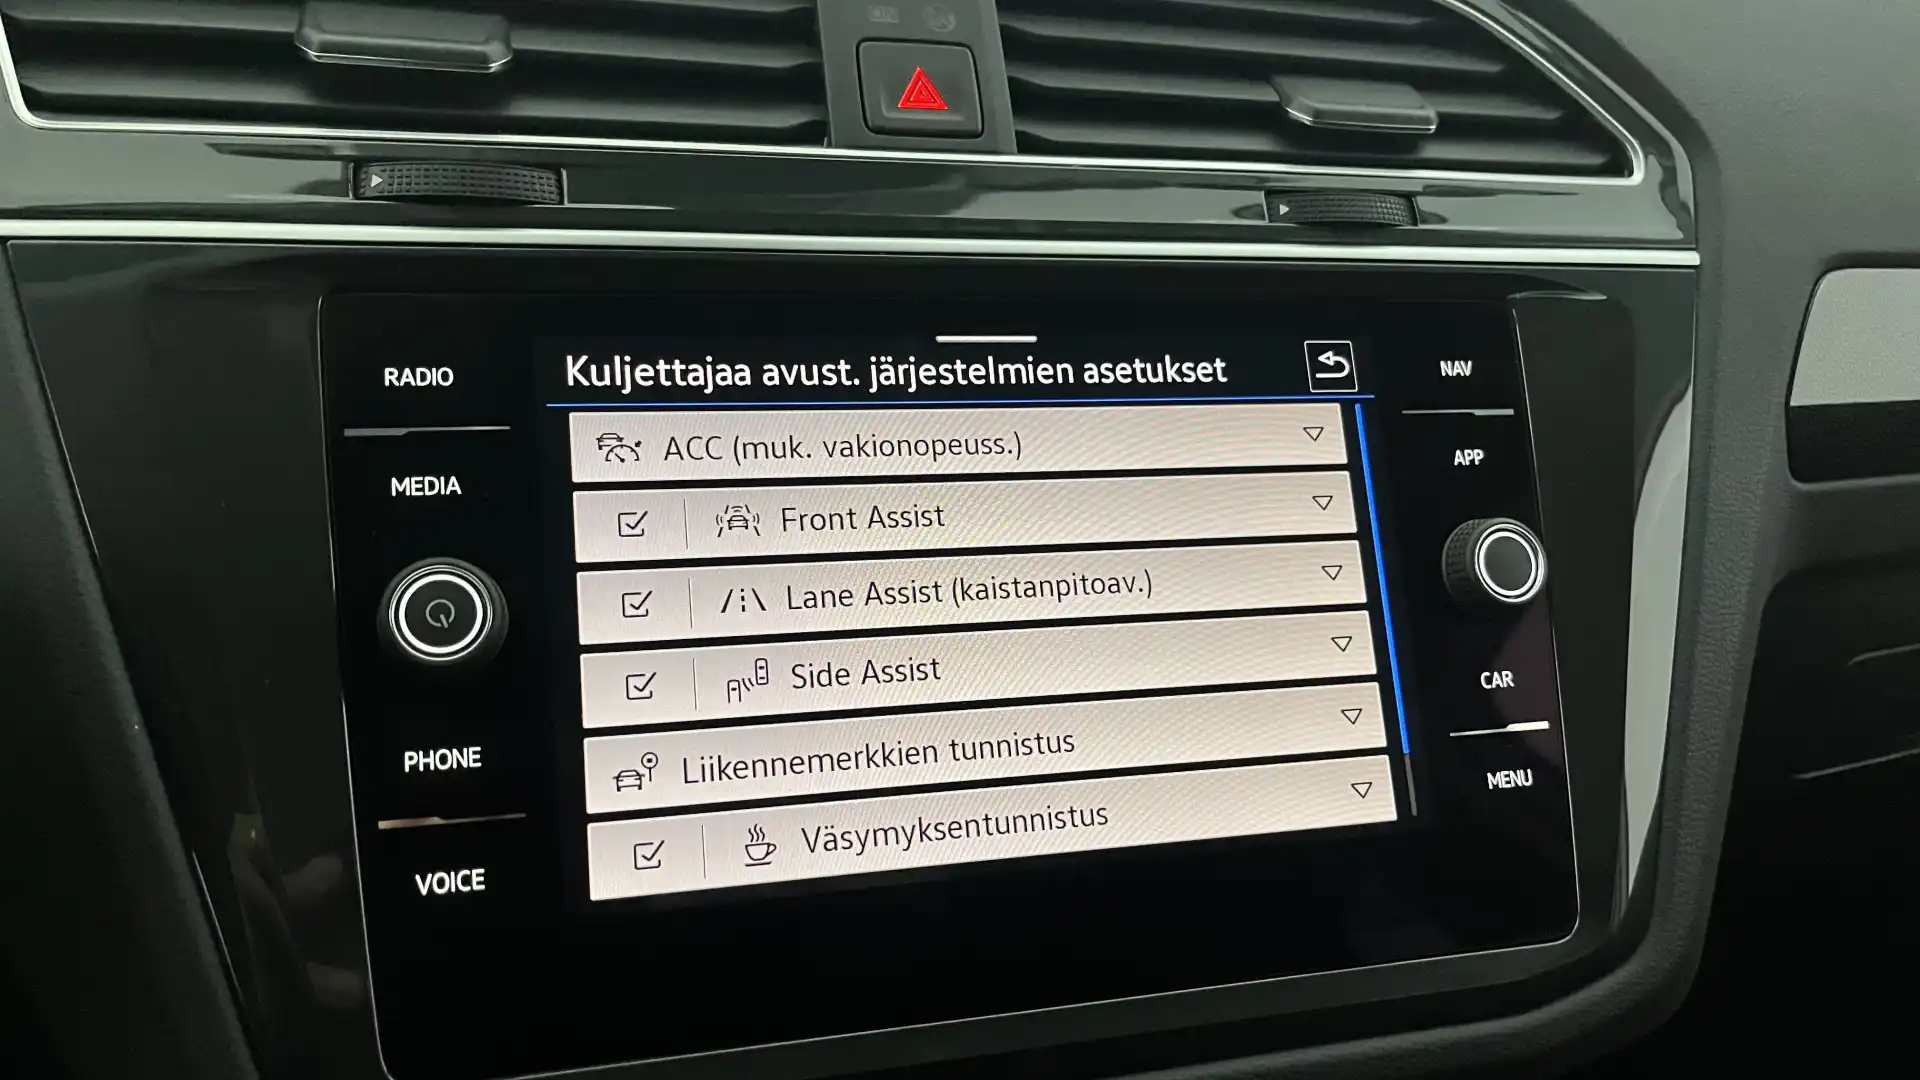 RADIO
MEDIA
PHONE
VOICE
Kuljettajaa avust. järjestelmien asetukset
ACC (muk. vakionopeuss.)
Front Assist
Lane Assist (kaistanpitoav.)
Side Assist
Liikennemerkkien tunnistus
Väsymyksentunnistus
NAV
APP
CAR
MENU